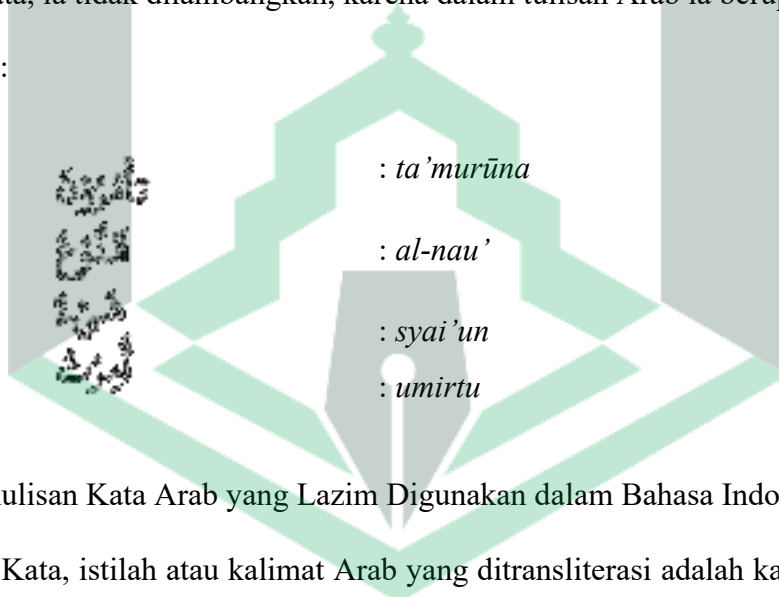 ata, ia tidak dilambangkan, karena dalam tulisan Arab ia berup
:
: ta’murūna
: al-nau’
: syai’un
: umirtu
ulisan Kata Arab yang Lazim Digunakan dalam Bahasa Indo
Kata, istilah atau kalimat Arab yang ditransliterasi adalah ka